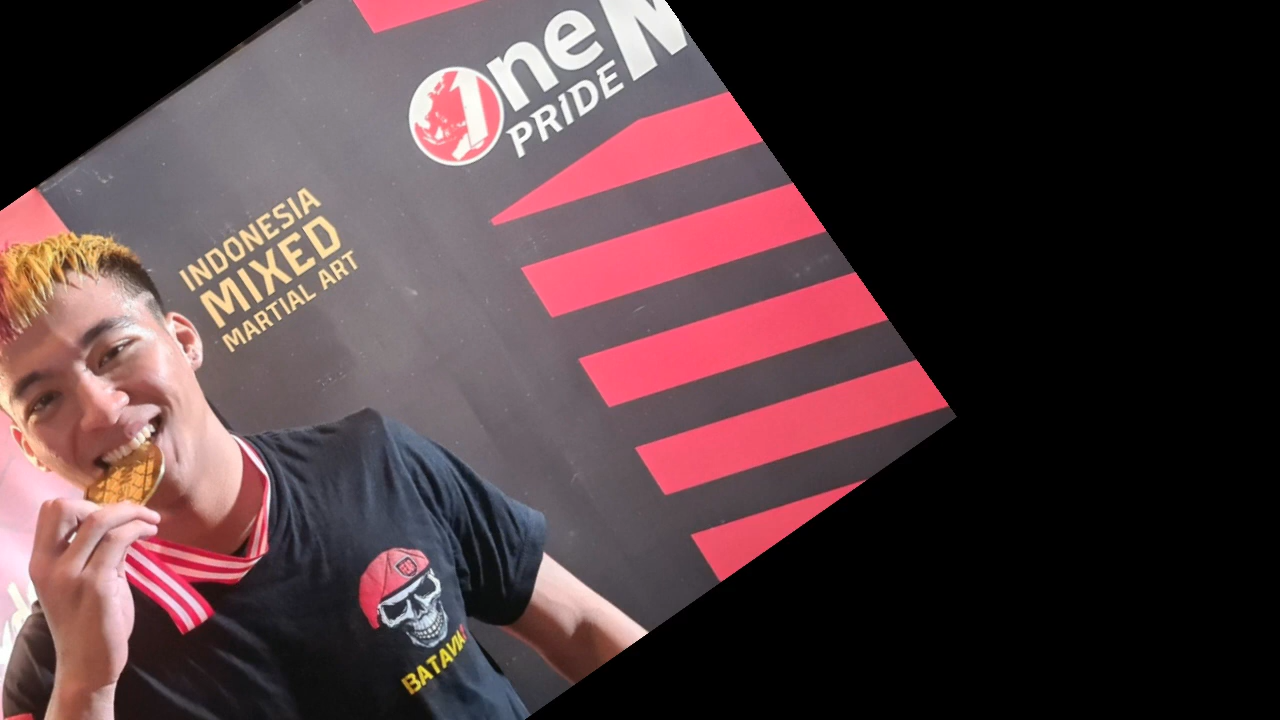 One M
PRIDE
INDONESIA
MIXED
MARTIAL ART
BATAVIA